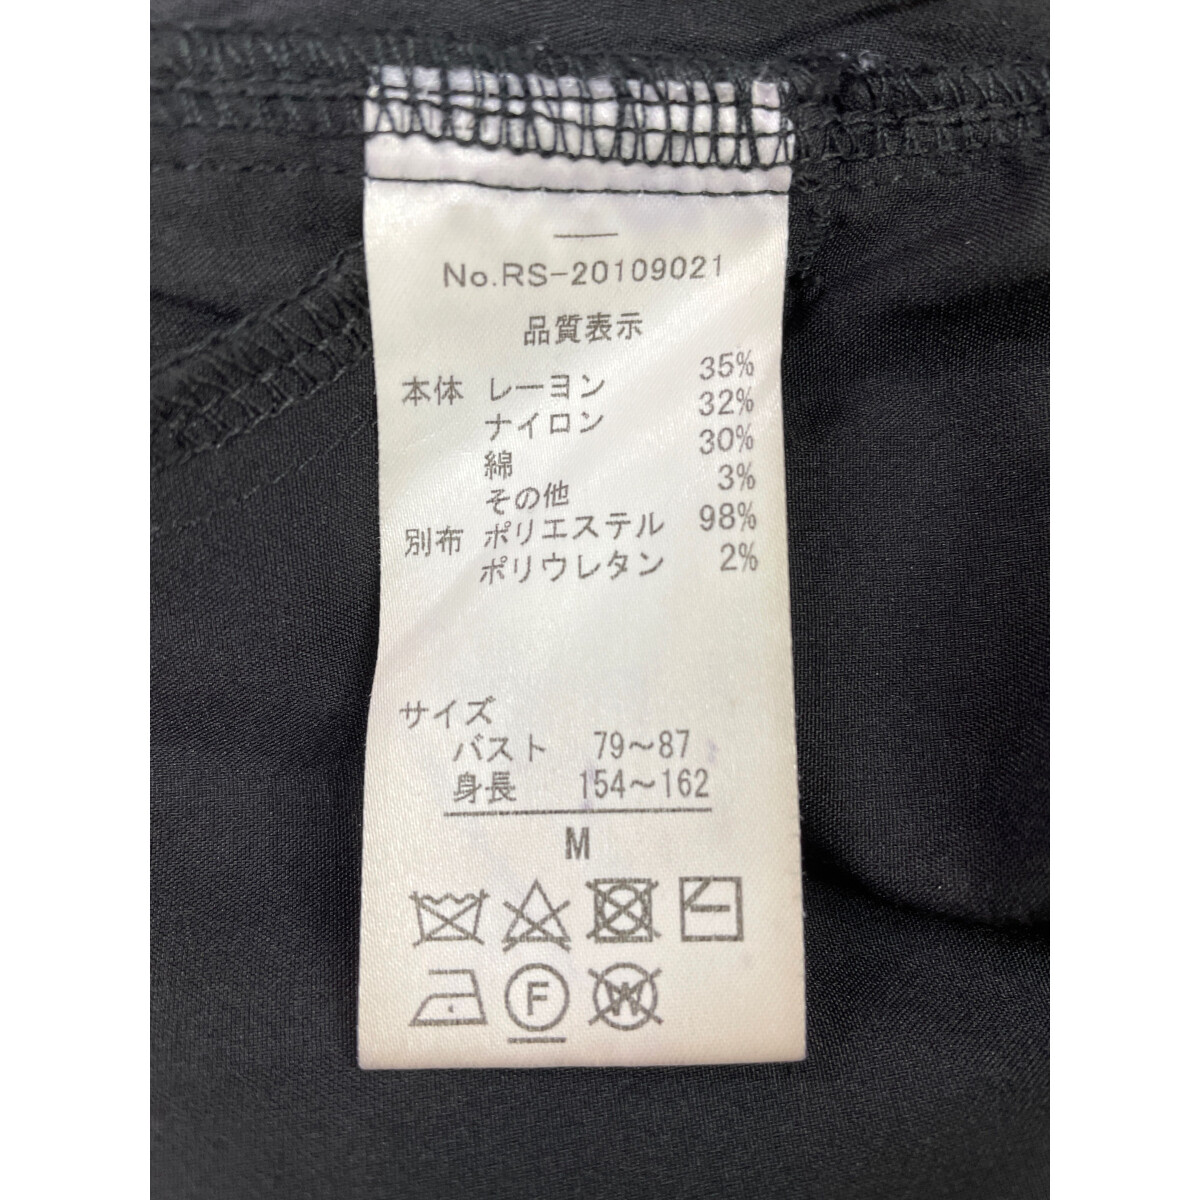 No.RS-20109021
品質表示
本体 レーヨン 35%
ナイロン 32%
綿 30%
その他 3%
別布 ポリエステル 98%
ポリウレタン 2%
サイズ
バスト 79～87
身長 154～162
M
F W